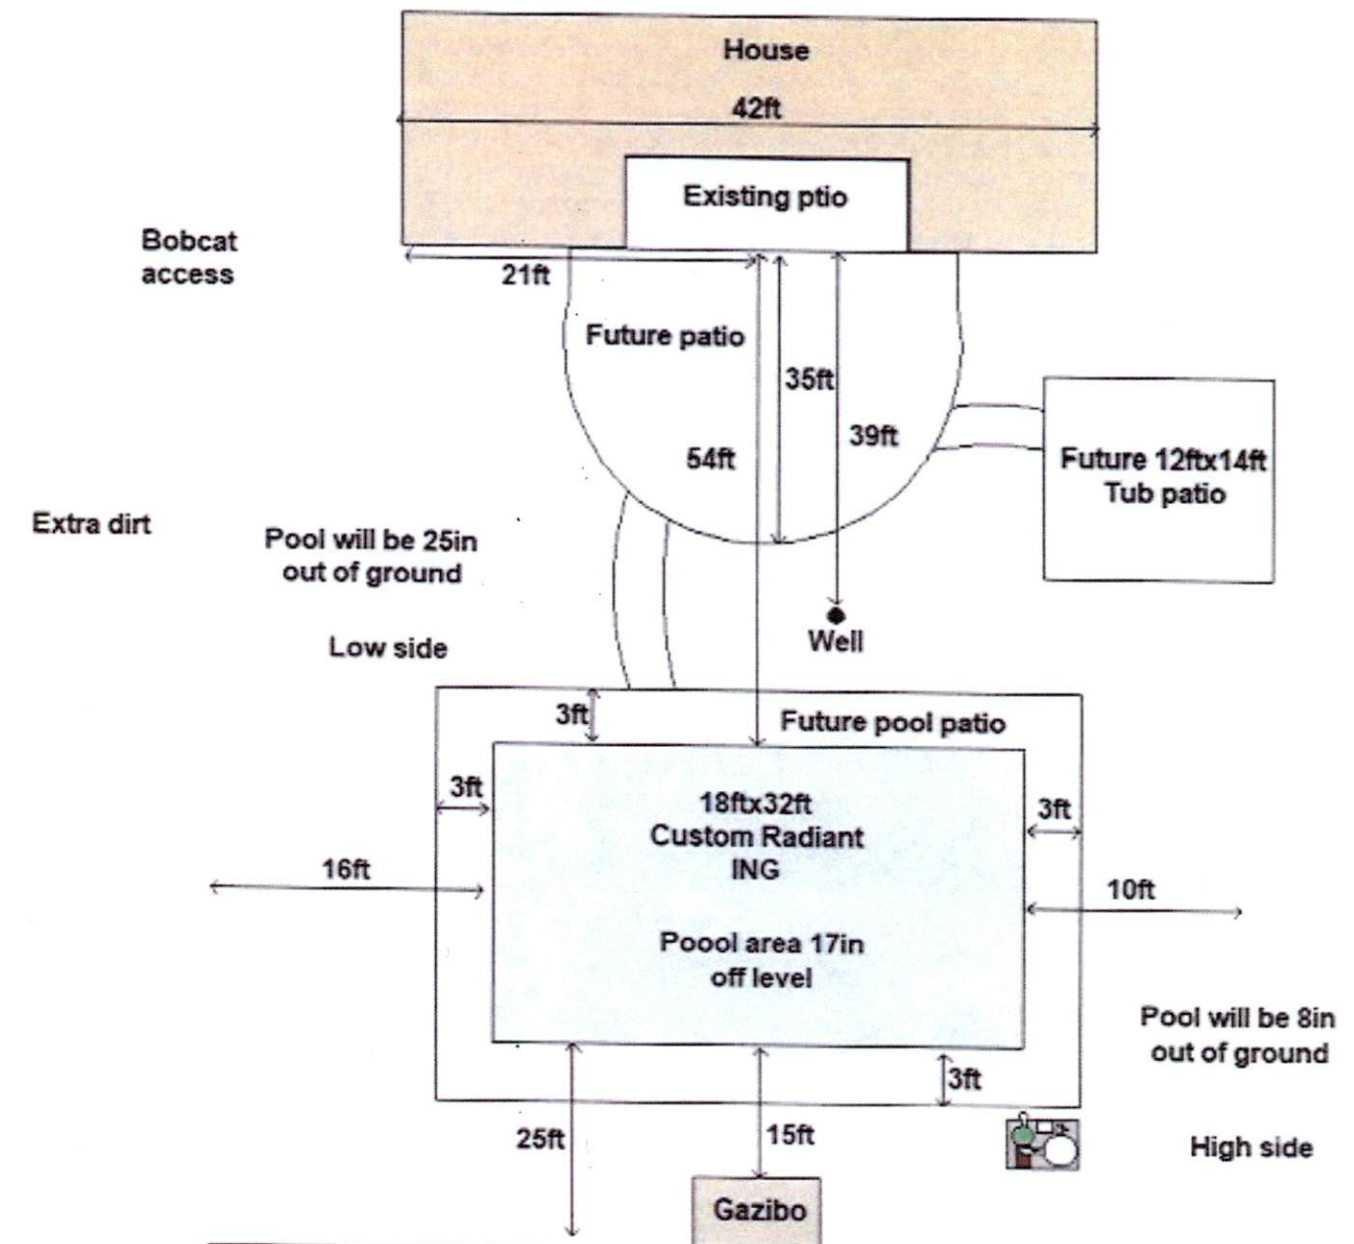 House
42ft
Existing ptio
Bobcat
access
21ft
Future patio
35ft
39ft
54ft
Future 12ftx14ft
Tub patio
Extra dirt
Pool will be 25in
out of ground
Low side
Well
3ft
Future pool patio
3ft
18ftx32ft
Custom Radiant
ING
3ft
16ft
10ft
Poool area 17in
off level
Pool will be 8in
out of ground
3ft
25ft
15ft
High side
Gazibo